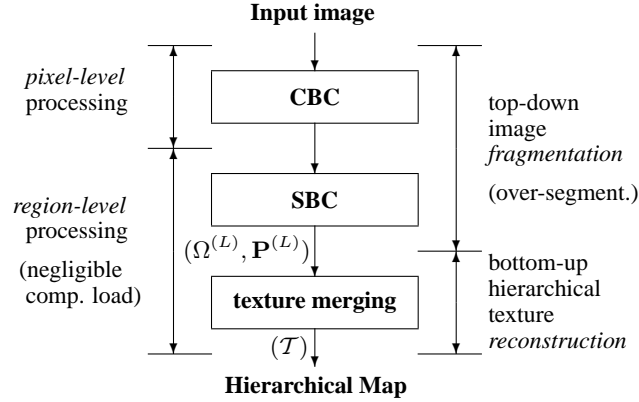 Input image
pixel-level
processing
CBC
top-down
image
fragmentation
(over-segment.)
region-level
processing
(negligible
comp. load)
SBC
(Ω^{(L)}, P^{(L)})
texture merging
bottom-up
hierarchical
texture
reconstruction
(𝒯)
Hierarchical Map